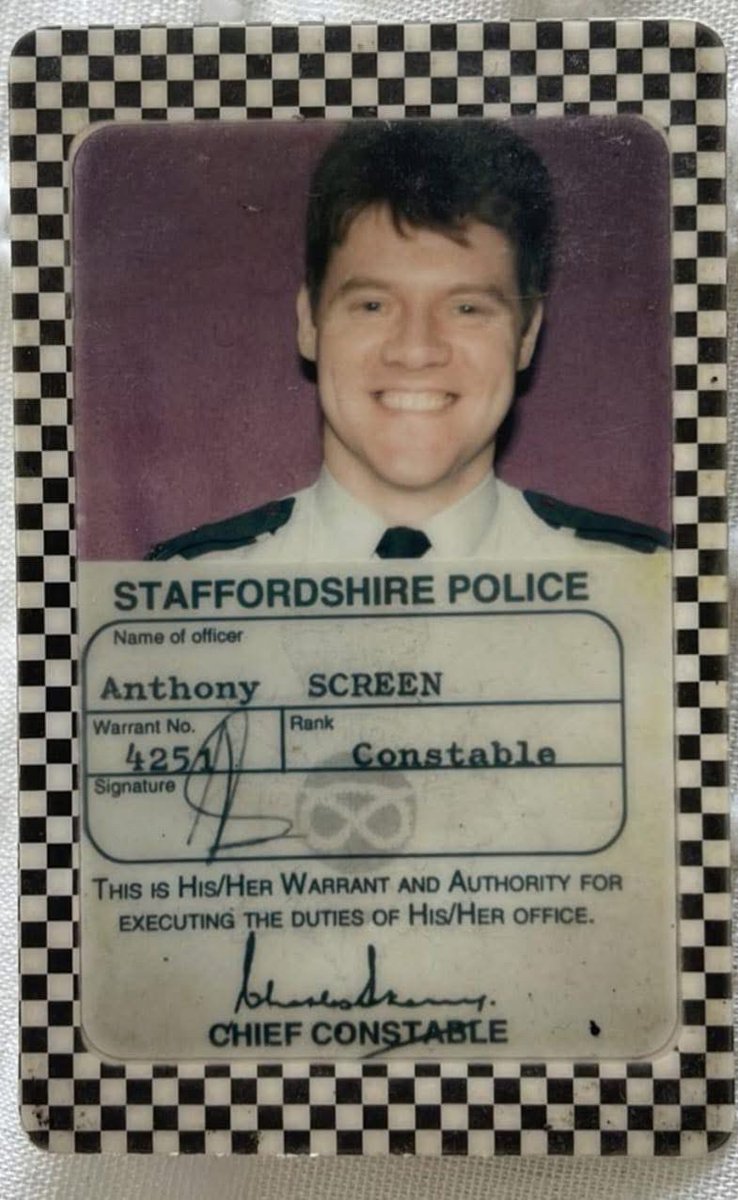 STAFFORDSHIRE POLICE
Name of officer
Anthony SCREEN
Warrant No. Rank
4251 Constable
Signature
THIS IS HIS/HER WARRANT AND AUTHORITY FOR
EXECUTING THE DUTIES OF HIS/HER OFFICE.
CHIEF CONSTABLE